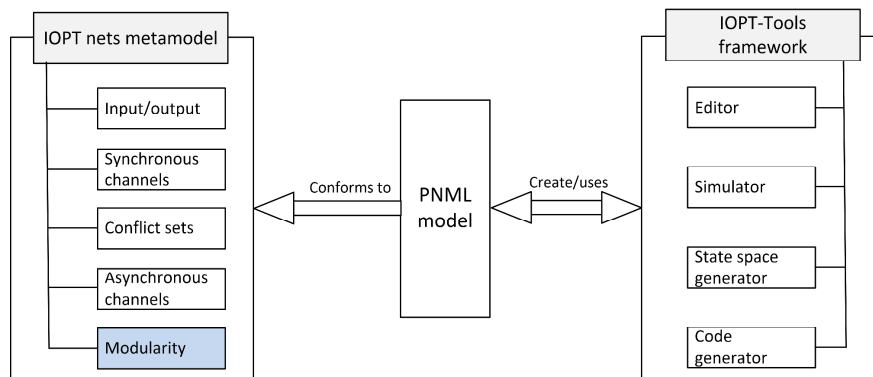 IOPT nets metamodel
Input/output
Synchronous
channels
Conflict sets
Asynchronous
channels
Modularity
Conforms to
PNML
model
Create/uses
IOPT-Tools
framework
Editor
Simulator
State space
generator
Code
generator